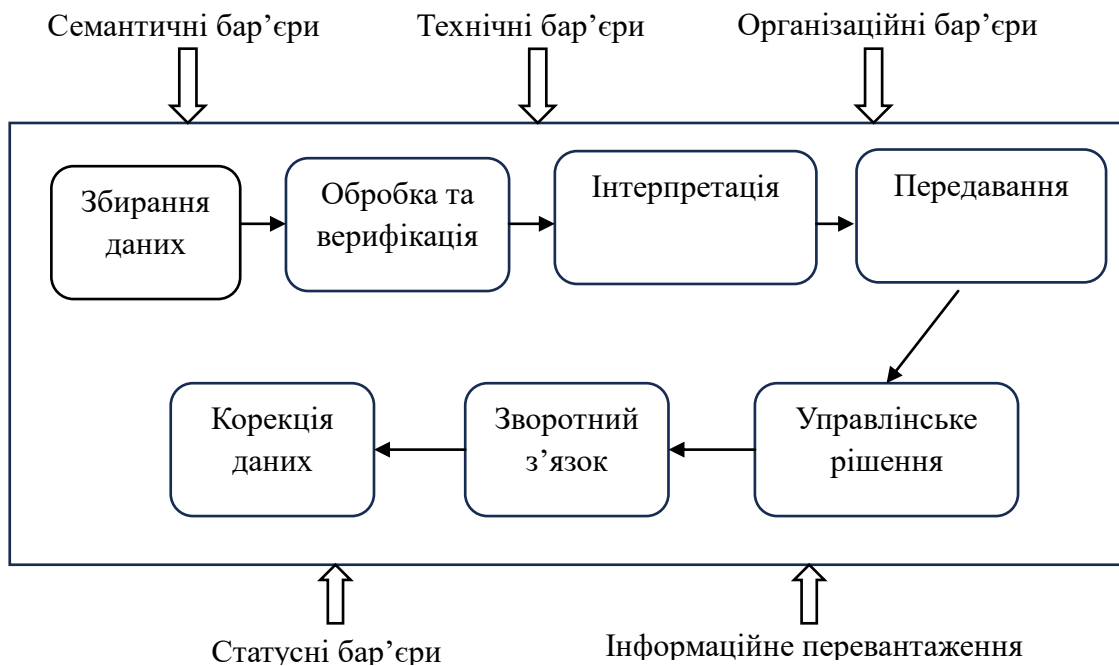 Семантичні бар’єри
Технічні бар’єри
Організаційні бар’єри
Збирання
даних
Обробка та
верифікація
Інтерпретація
Передавання
Корекція
даних
Зворотний
з’язок
Управлінське
рішення
Статусні бар’єри
Інформаційне перевантаження